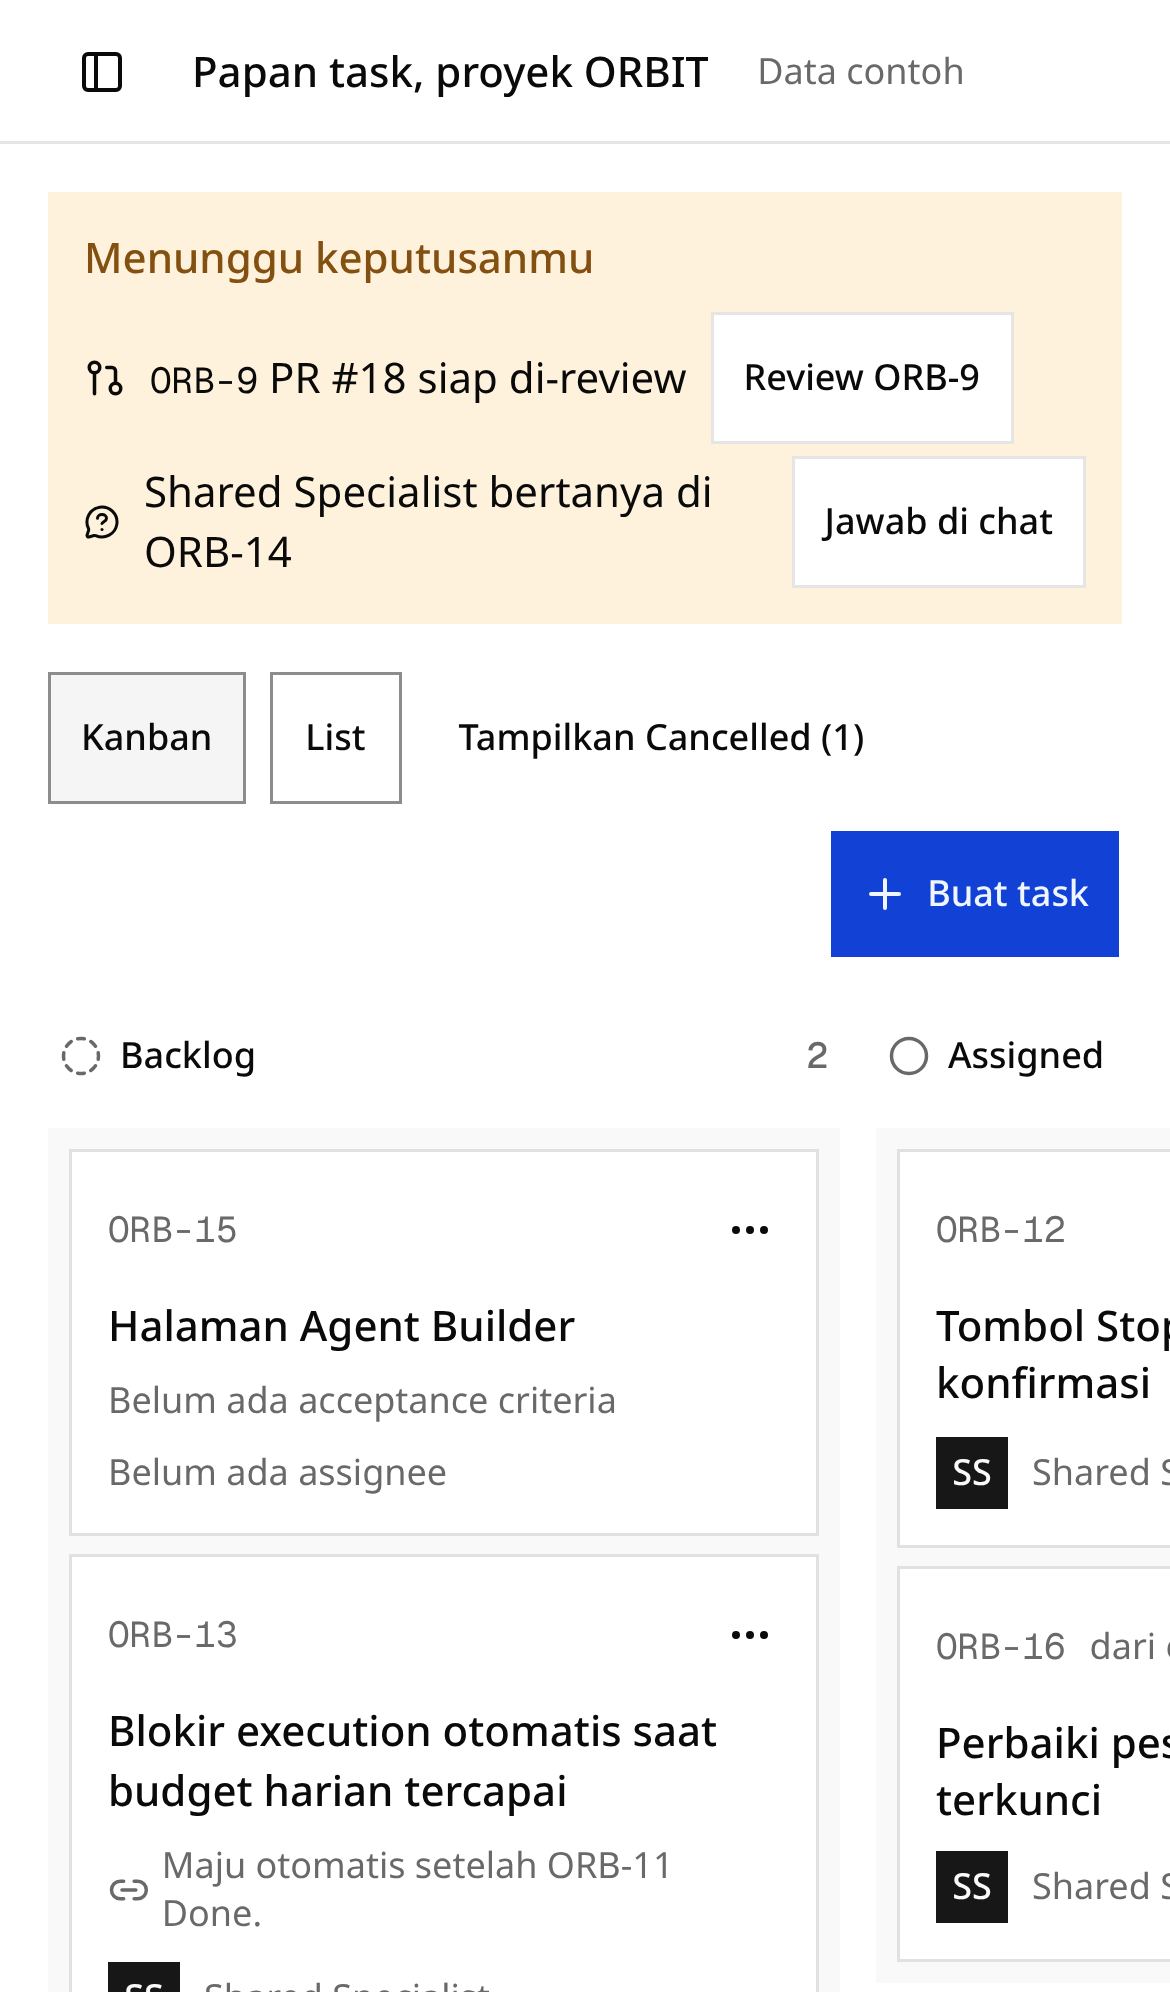 Papan task, proyek ORBIT Data contoh
Menunggu keputusanmu
ORB-9 PR #18 siap di-review
Review ORB-9
Shared Specialist bertanya di
ORB-14
Jawab di chat
Kanban
List
Tampilkan Cancelled (1)
Buat task
Backlog 2
ORB-15
Halaman Agent Builder
Belum ada acceptance criteria
Belum ada assignee
ORB-13
Blokir execution otomatis saat
budget harian tercapai
Maju otomatis setelah ORB-11
Done.
SS Shared Specialist
Assigned
ORB-12
Tombol Stop
konfirmasi
SS Shared
ORB-16 dari
Perbaiki
terkunci
SS Shared